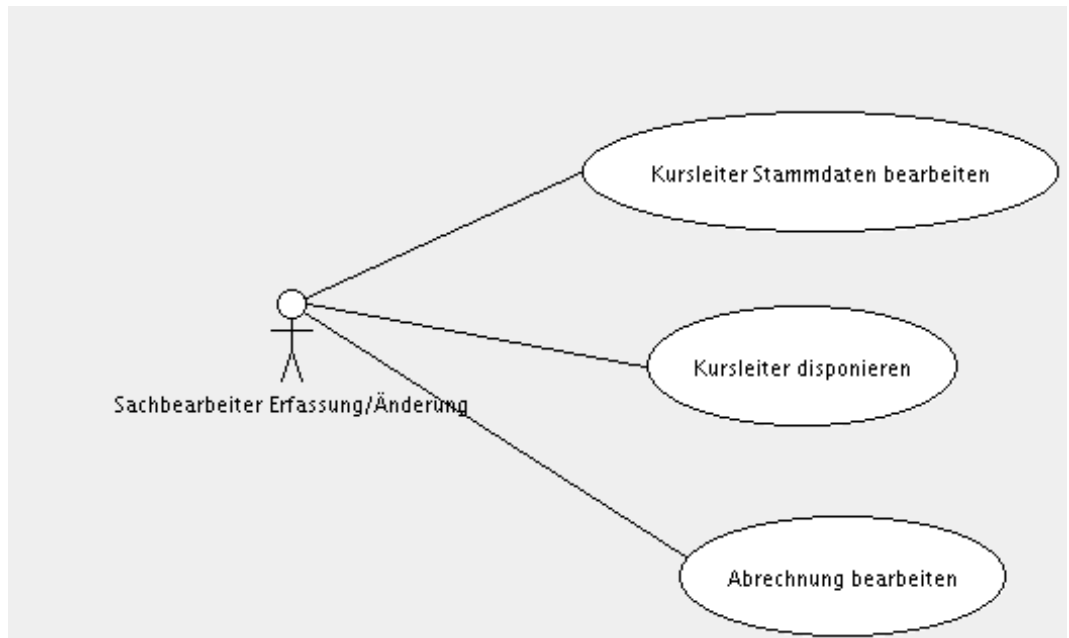 Kursleiter Stammdaten bearbeiten
Kursleiter disponieren
Sachbearbeiter Erfassung/Änderung
Abrechnung bearbeiten